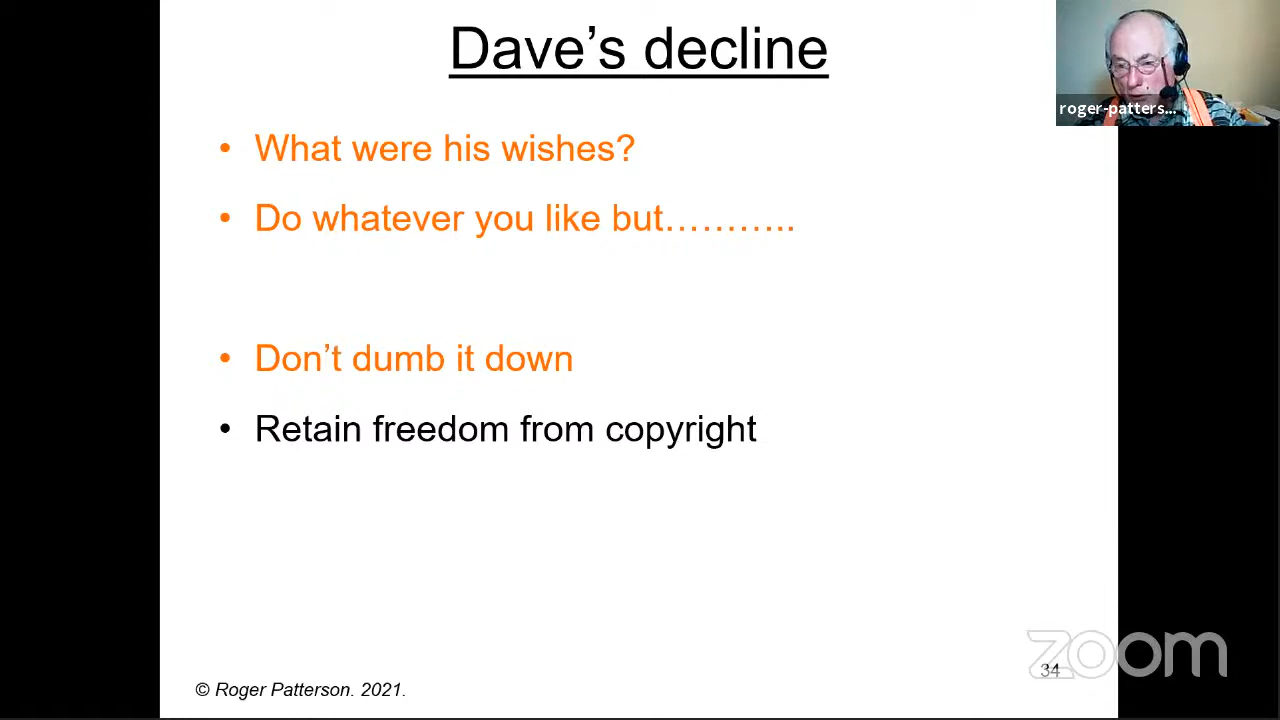 Dave’s decline
roger-patters...
• What were his wishes?
• Do whatever you like but………..
• Don’t dumb it down
• Retain freedom from copyright
zoom
34
© Roger Patterson. 2021.